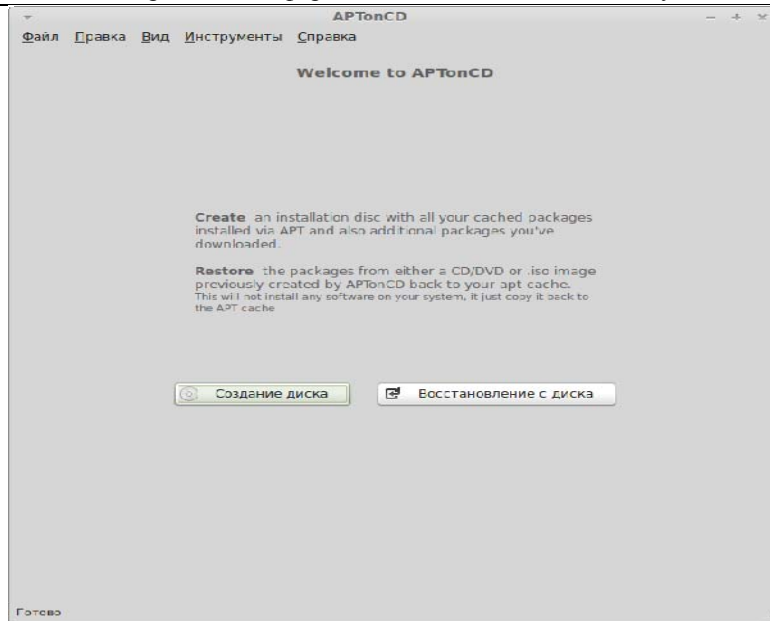 APTonCD
Файл Правка Вид Инструменты Справка
Welcome to APTonCD
Create an installation disc with all your cached packages
installed via APT and also additional packages you've
downloaded.
Restore the packages from either a CD/DVD or .iso image
previously created by APTonCD back to your apt cache.
This will not install any software on your system, it just copy it back to
the APT cache
Создание диска Восстановление с диска
Готово